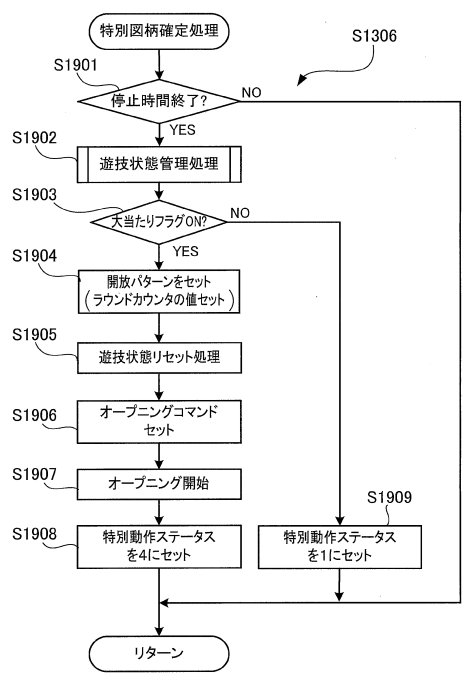 特別図柄確定処理
S1306
S1901
停止時間終了?
NO
YES
S1902
遊技状態管理処理
S1903
大当たりフラグON?
NO
YES
S1904
開放パターンをセット
(ラウンドカウンタの値セット)
S1905
遊技状態リセット処理
S1906
オープニングコマンド
セット
S1907
オープニング開始
S1908
特別動作ステータス
を4にセット
S1909
特別動作ステータス
を1にセット
リターン